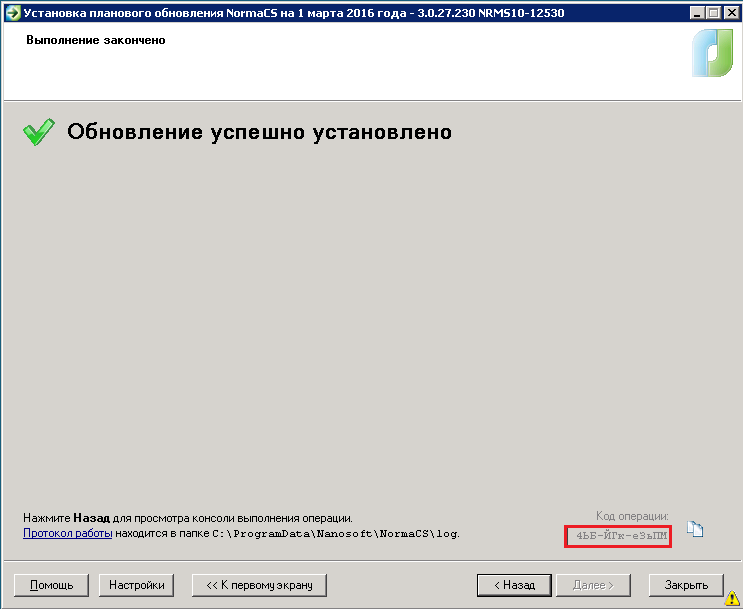 Установка планового обновления NormaCS на 1 марта 2016 года - 3.0.27.230 NRMS10-12530
Выполнение закончено
Обновление успешно установлено
Нажмите Назад для просмотра консоли выполнения операции.
Протокол работы находится в папке C:\ProgramData\Nanosoft\NormaCS\log.
Код операции:
4ЬБ-ЙГк-еЗьПМ
Помощь
Настройки
<< К первому экрану
< Назад
Далее >
Закрыть